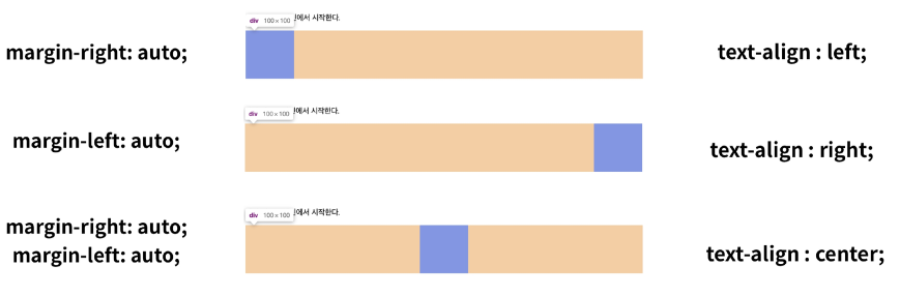 div 100 × 100 에서 시작한다.
margin-right: auto;
text-align : left;
div 100 × 100 에서 시작한다.
margin-left: auto;
text-align : right;
div 100 × 100 에서 시작한다.
margin-right: auto;
margin-left: auto;
text-align : center;